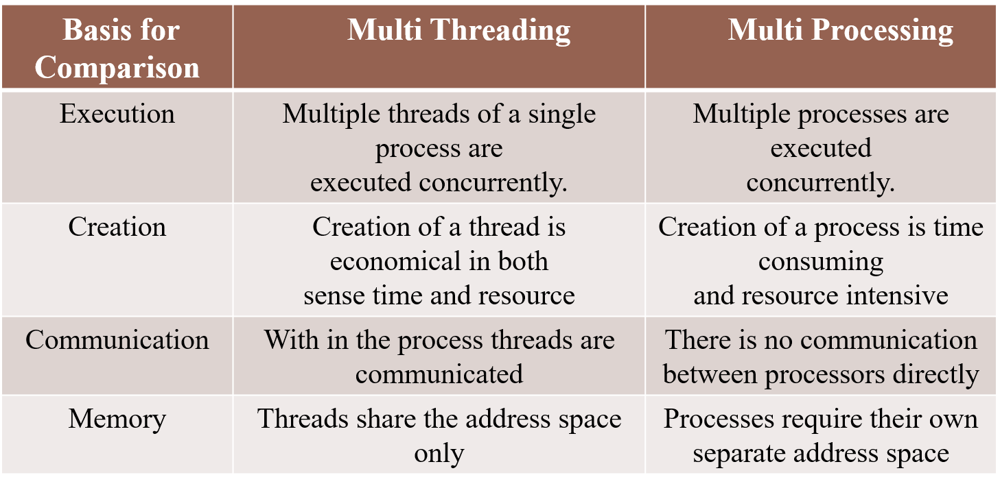 Basis for
Comparison
Multi Threading
Multi Processing
Execution
Multiple threads of a single
process are
executed concurrently.
Multiple processes are
executed
concurrently.
Creation
Creation of a thread is
economical in both
sense time and resource
Creation of a process is time
consuming
and resource intensive
Communication
With in the process threads are
communicated
There is no communication
between processors directly
Memory
Threads share the address space
only
Processes require their own
separate address space